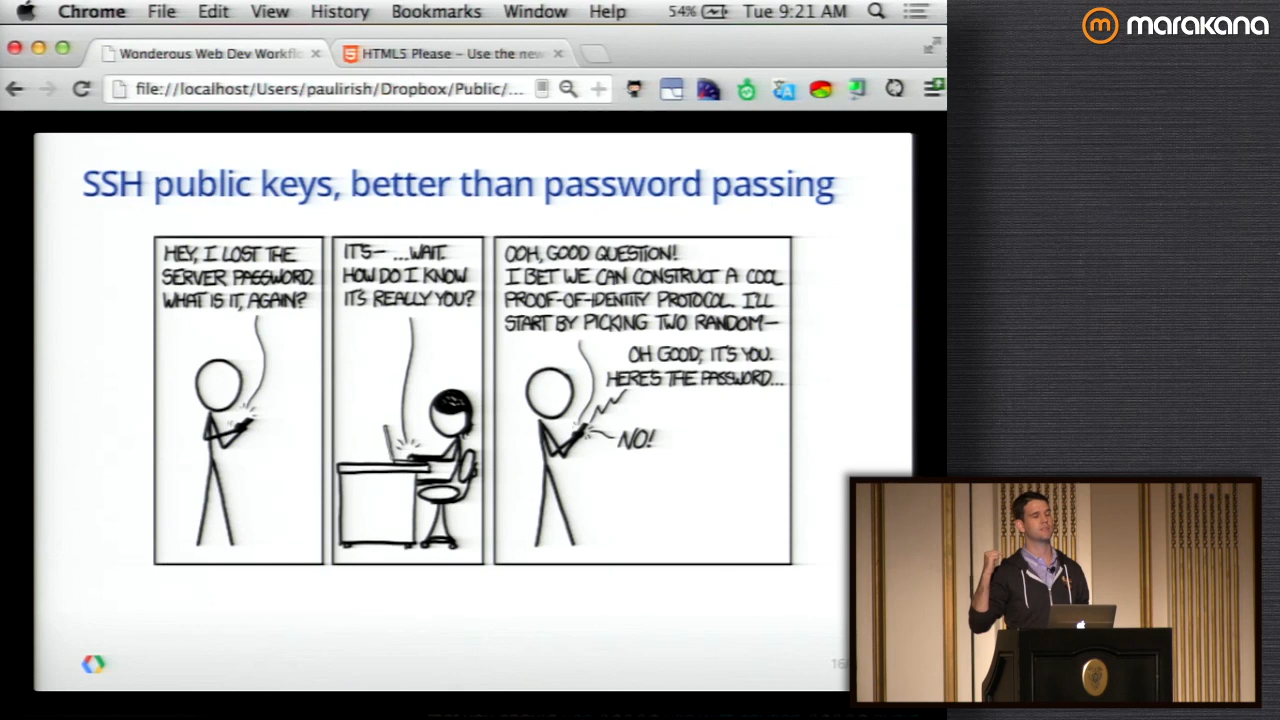 Chrome File Edit View History Bookmarks Window Help 54% Tue 9:21 AM
marakana
Wonderous Web Dev Workfl
HTML5 Please - Use the new
file://localhost/Users/paulirish/Dropbox/Public/...
SSH public keys, better than password passing
HEY, I LOST THE
SERVER PASSWORD.
WHAT IS IT, AGAIN?
IT'S— ...WAIT.
HOW DO I KNOW
IT'S REALLY YOU?
OOH, GOOD QUESTION!
I BET WE CAN CONSTRUCT A COOL
PROOF-OF-IDENTITY PROTOCOL. I'LL
START BY PICKING TWO RANDOM—
OH GOOD; IT'S YOU.
HERE'S THE PASSWORD...
NO!